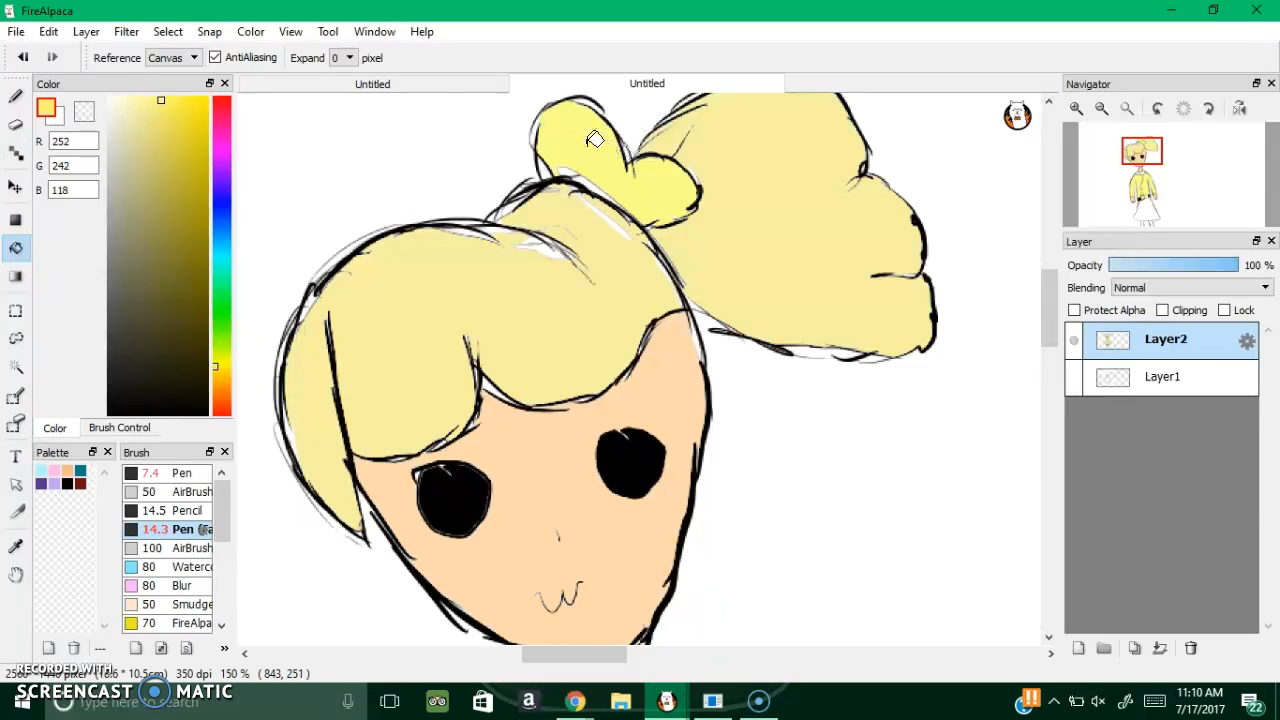 FireAlpaca
File Edit Layer Filter Select Snap Color View Tool Window Help
Reference Canvas AntiAliasing Expand 0 pixel
Color Untitled Untitled Navigator
R 252
G 242
B 118
Layer
Opacity 100 %
Blending Normal
Protect Alpha Clipping Lock
Layer2
Layer1
Color Brush Control
Palette Brush
7.4 Pen
50 AirBrush
14.5 Pencil
14.3 Pen
100 AirBrush
80 Waterc
80 Blur
50 Smudge
70 FireAlpa
350 dpi 150 % (843, 251)
RECORDED WITH
SCREENCAST MATIC
11:10 AM
7/17/2017
22